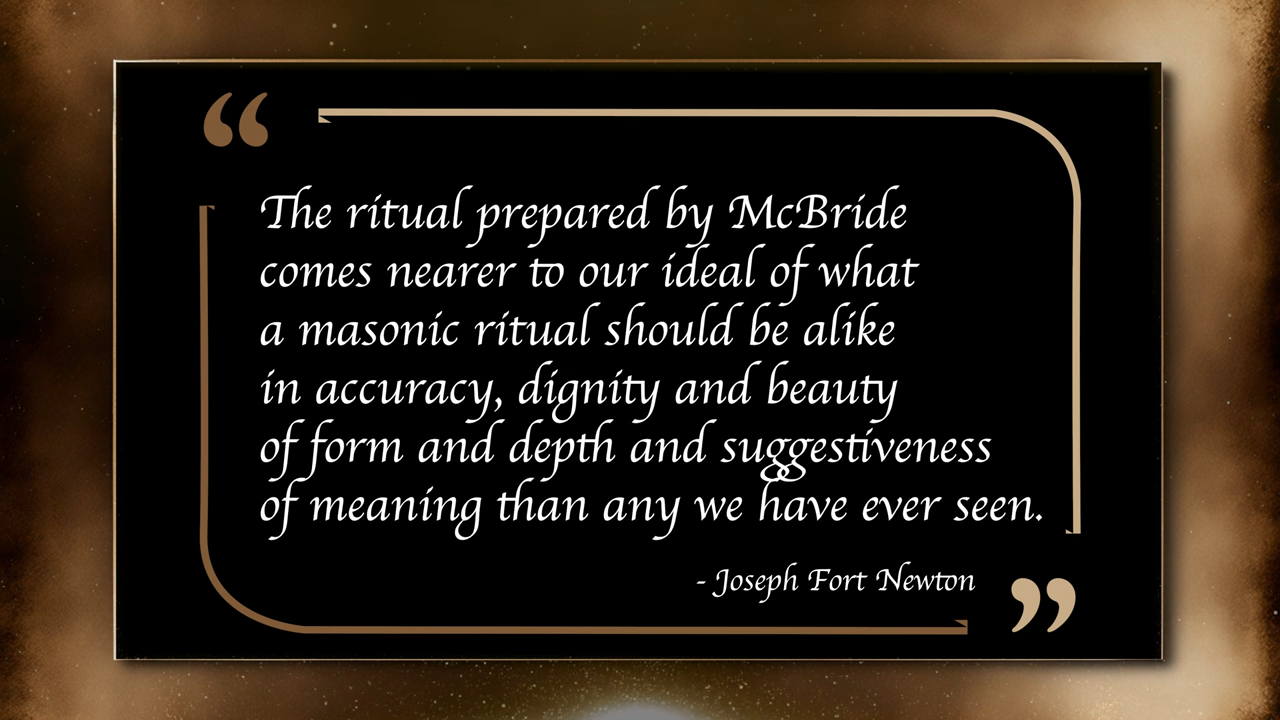 “
The ritual prepared by McBride
comes nearer to our ideal of what
a masonic ritual should be alike
in accuracy, dignity and beauty
of form and depth and suggestiveness
of meaning than any we have ever seen.
- Joseph Fort Newton
”